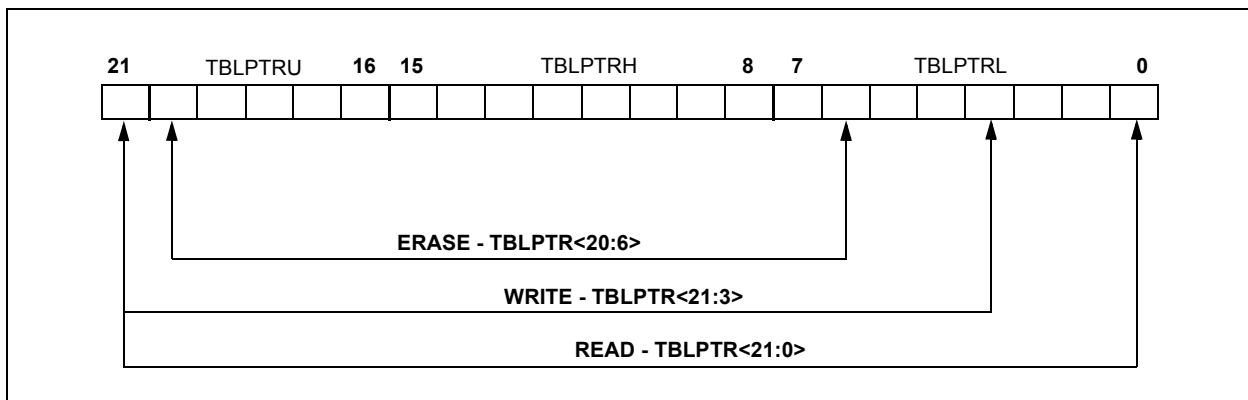 21 TBLPTRU 16 15 TBLPTRH 8 7 TBLPTRL 0
ERASE - TBLPTR<20:6>
WRITE - TBLPTR<21:3>
READ - TBLPTR<21:0>